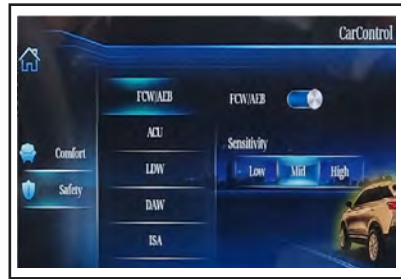 CarControl
FCW/AEB
FCW/AEB
ACU
Sensitivity
Comfort
LDW
Low Mid High
Safety
DAW
ISA